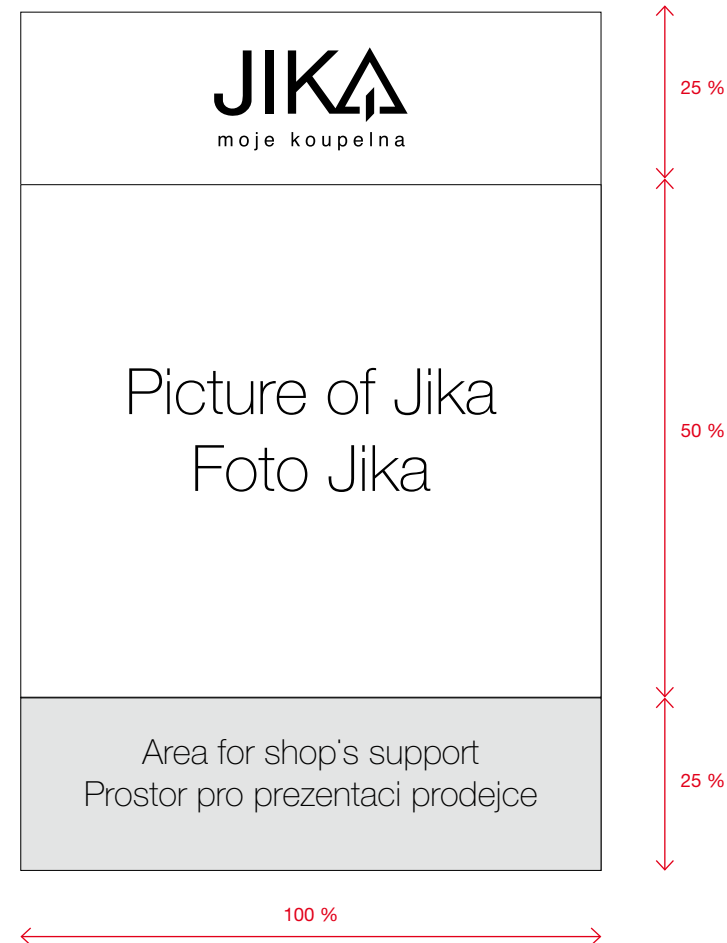 JIKA
moje koupelna
25 %
Picture of Jika
Foto Jika
50 %
Area for shop's support
Prostor pro prezentaci prodejce
25 %
100 %